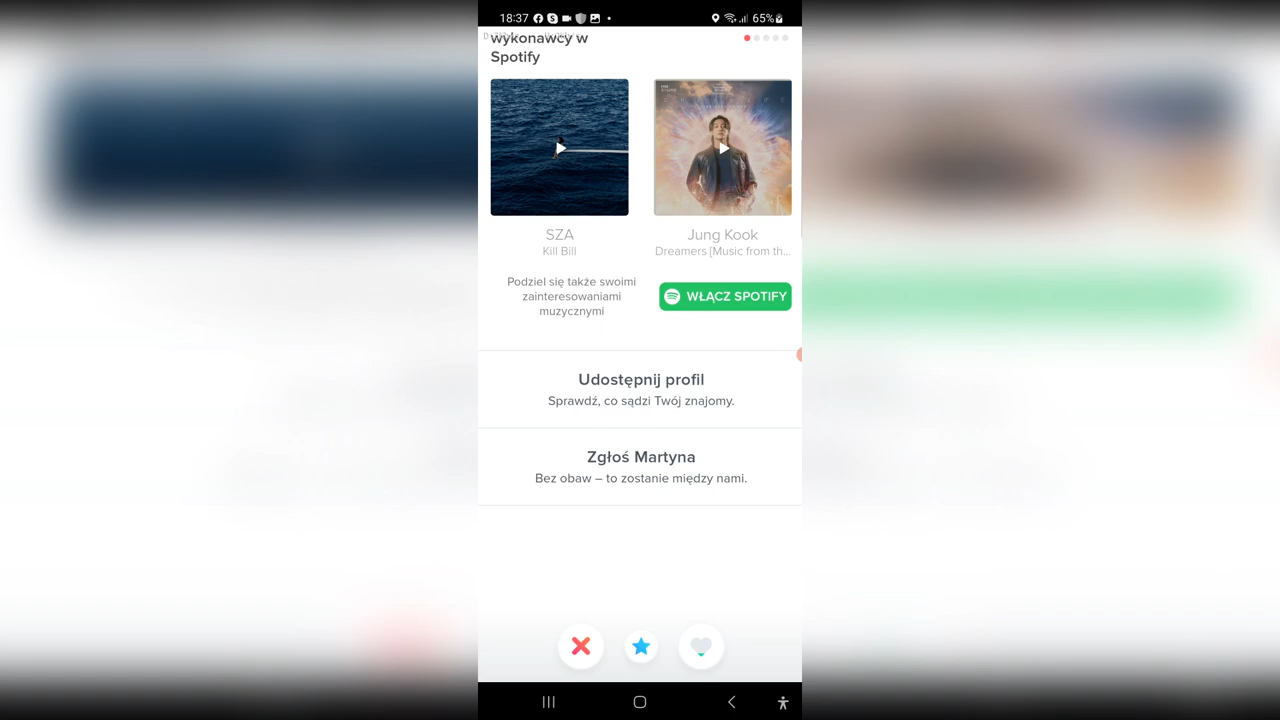 18:37
65%
wykonawcy w
Spotify
SZA
Jung Kook
Kill Bill
Dreamers [Music from th...
Podziel się także swoimi
zainteresowaniami
muzycznymi
WŁĄCZ SPOTIFY
Udostępnij profil
Sprawdź, co sądzi Twój znajomy.
Zgłoś Martyna
Bez obaw – to zostanie między nami.